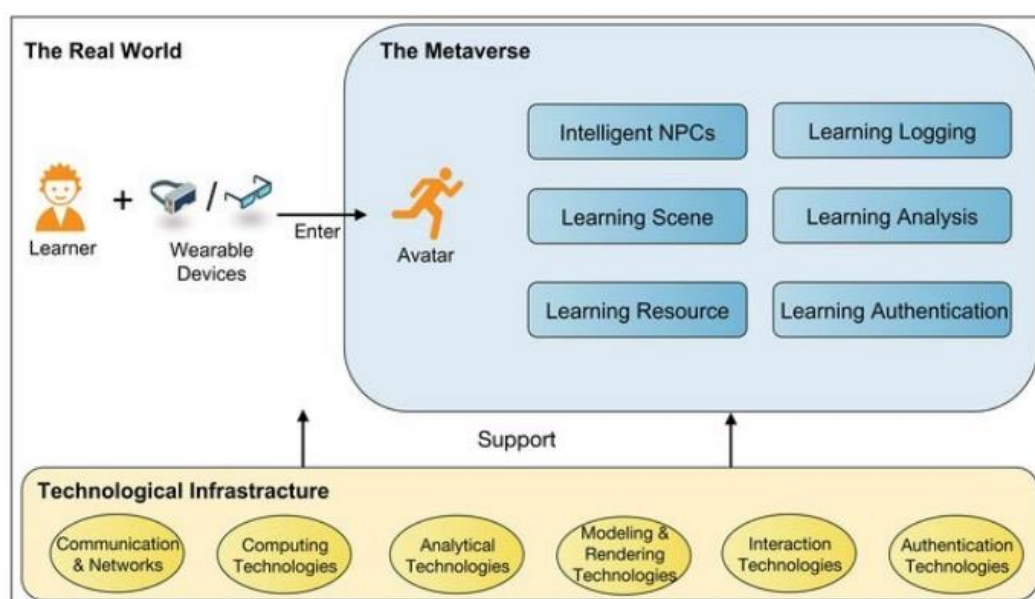 The Real World
The Metaverse
Intelligent NPCs
Learning Logging
+
/
Learner
Wearable
Devices
Enter
Avatar
Learning Scene
Learning Analysis
Learning Resource
Learning Authentication
Support
Technological Infrastracture
Communication
& Networks
Computing
Technologies
Analytical
Technologies
Modeling &
Rendering
Technologies
Interaction
Technologies
Authentication
Technologies